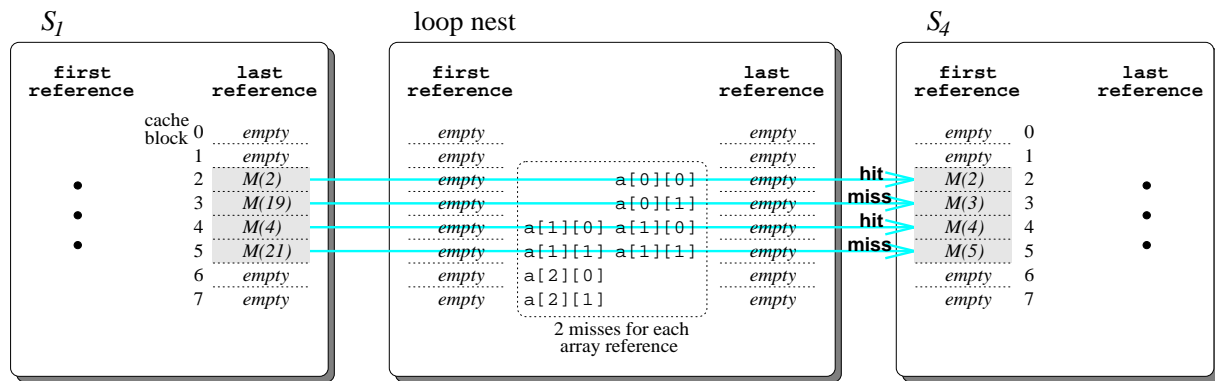 S1 loop nest S4
first last first last first last
reference reference reference reference reference reference
cache
block 0 empty empty empty empty 0
1 empty empty empty empty 1
2 M(2) empty a[0][0] empty hit M(2) 2
3 M(19) empty a[0][1] empty miss M(3) 3
4 M(4) empty a[1][0] a[1][0] empty hit M(4) 4
5 M(21) empty a[1][1] a[1][1] empty miss M(5) 5
6 empty empty a[2][0] empty empty 6
7 empty empty a[2][1] empty empty 7
2 misses for each
array reference